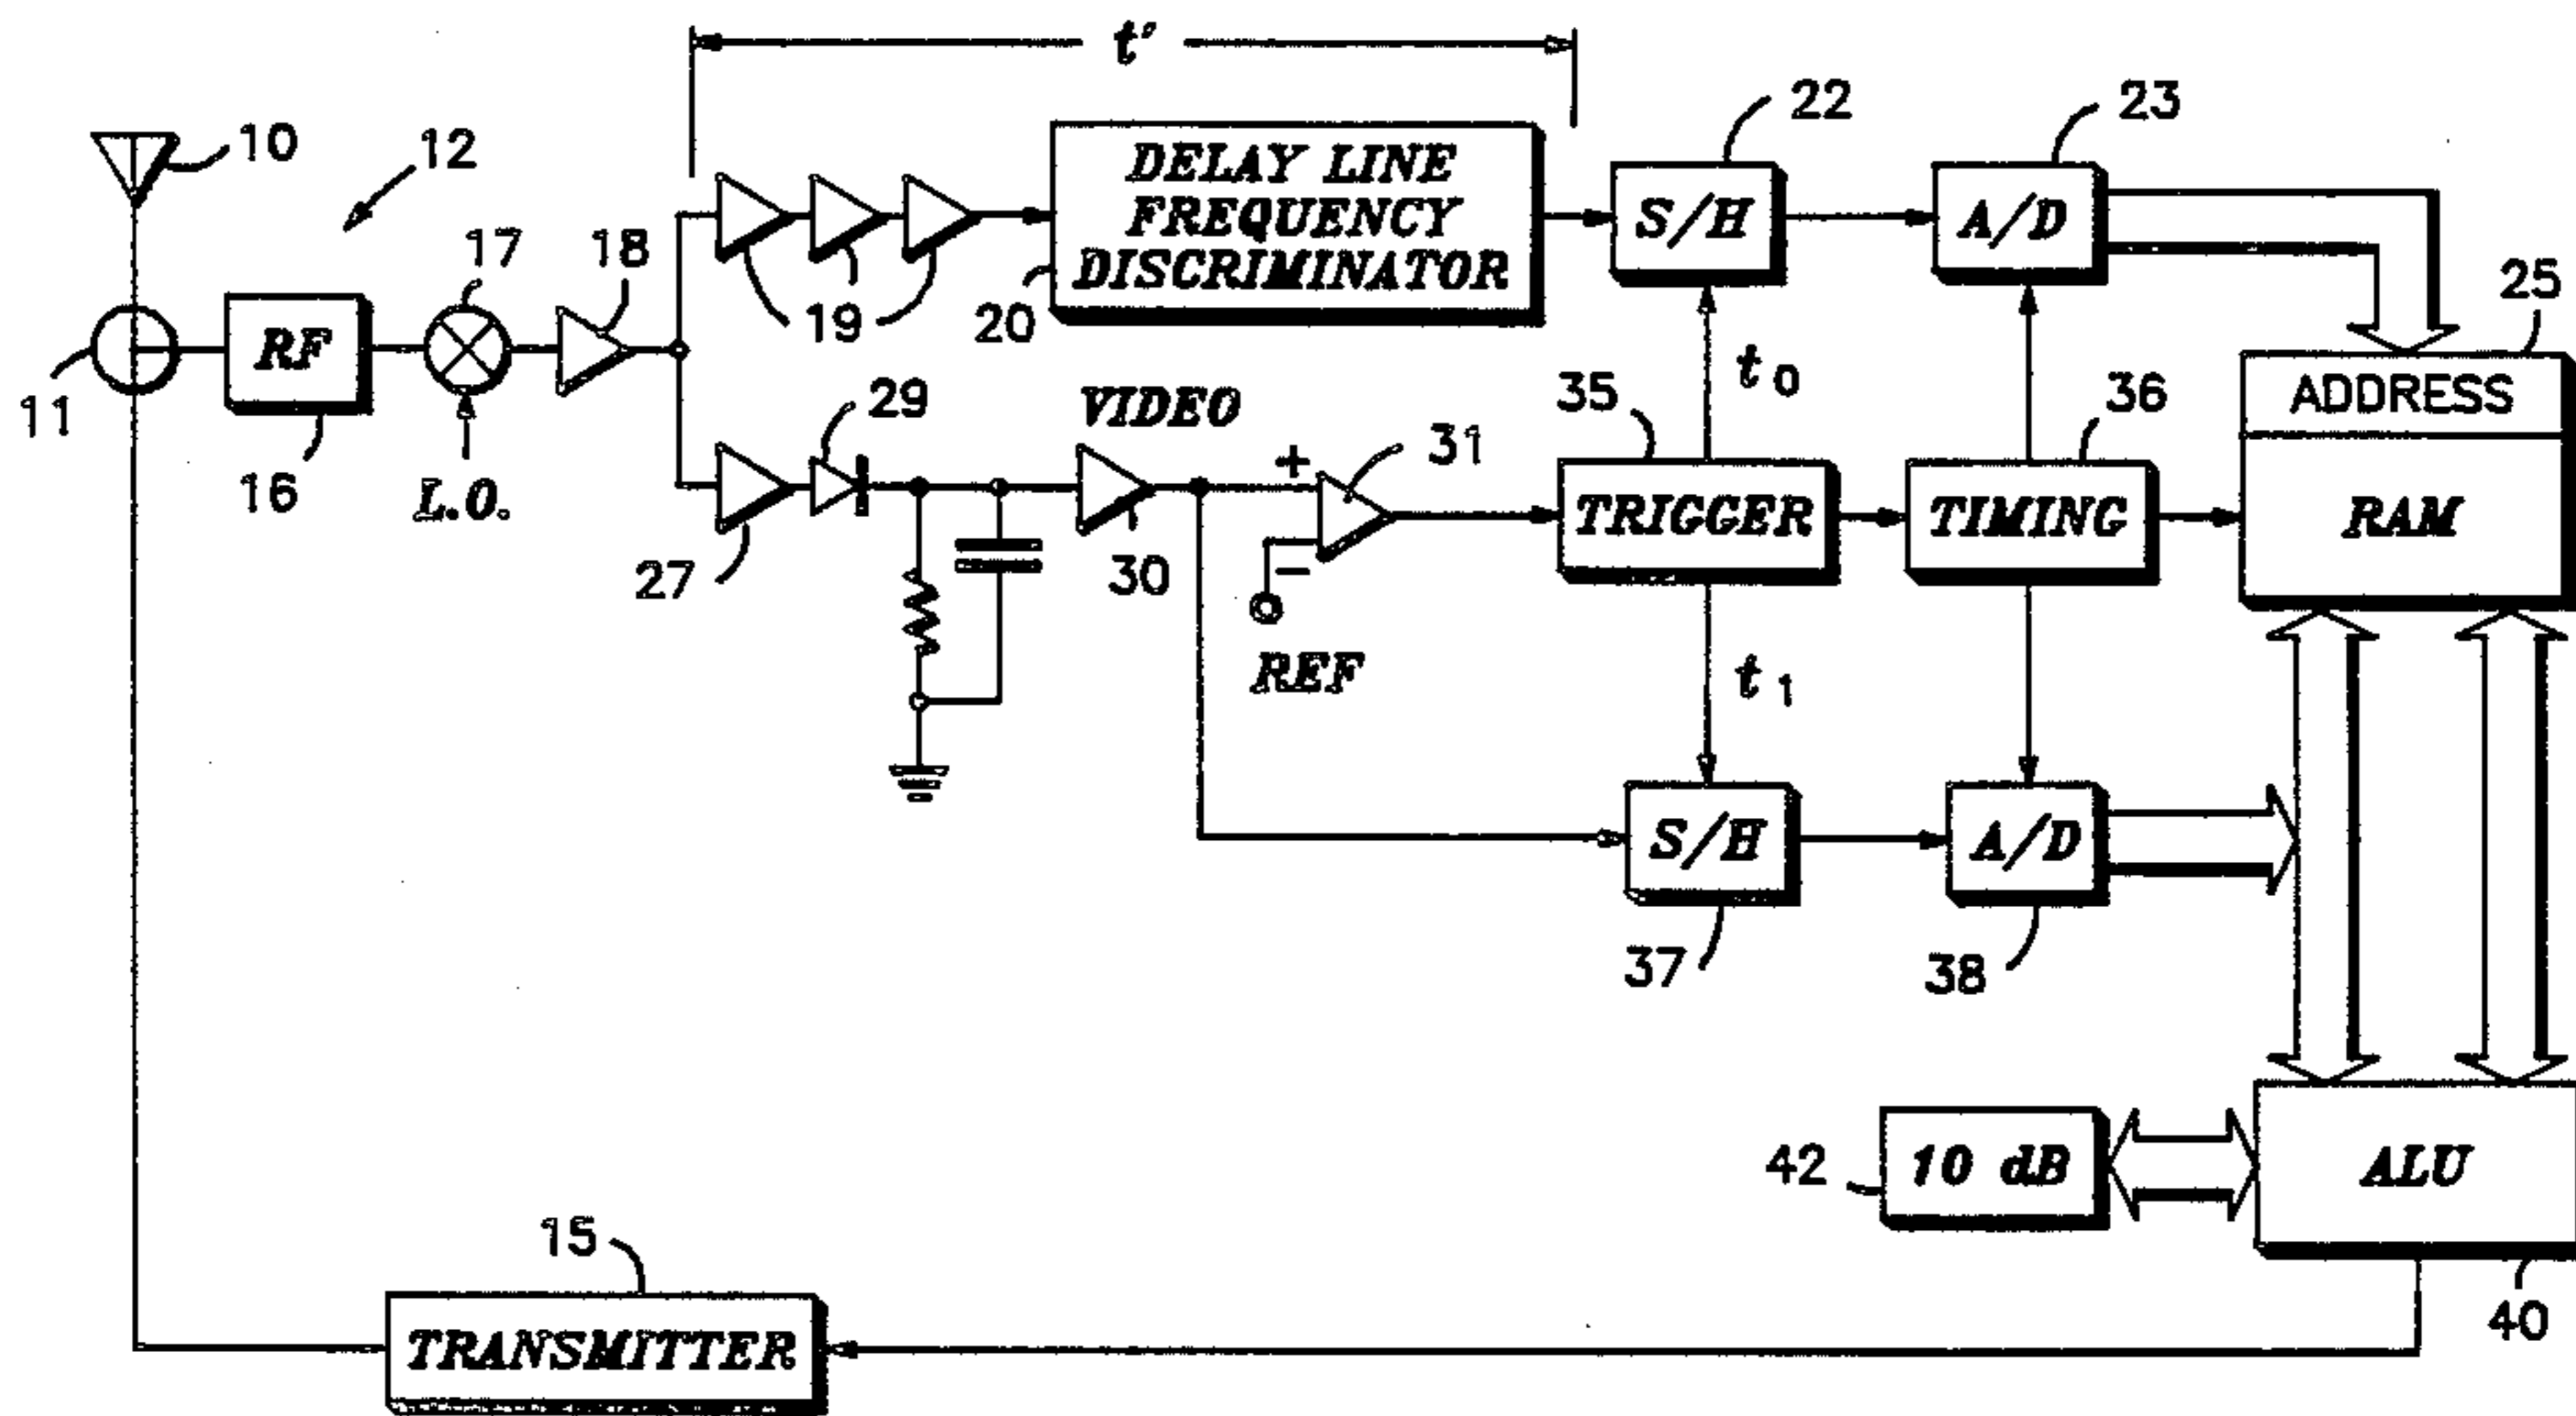 t'
10
12
17
18
DELAY LINE
FREQUENCY
DISCRIMINATOR
22
23
S/H
A/D
19
20
25
RF
11
16
L.O.
29
VIDEO
t0
35
36
ADDRESS
31
+
−
TRIGGER
TIMING
RAM
27
30
REF
t1
S/H
A/D
37
38
42
10 dB
ALU
15
TRANSMITTER
40